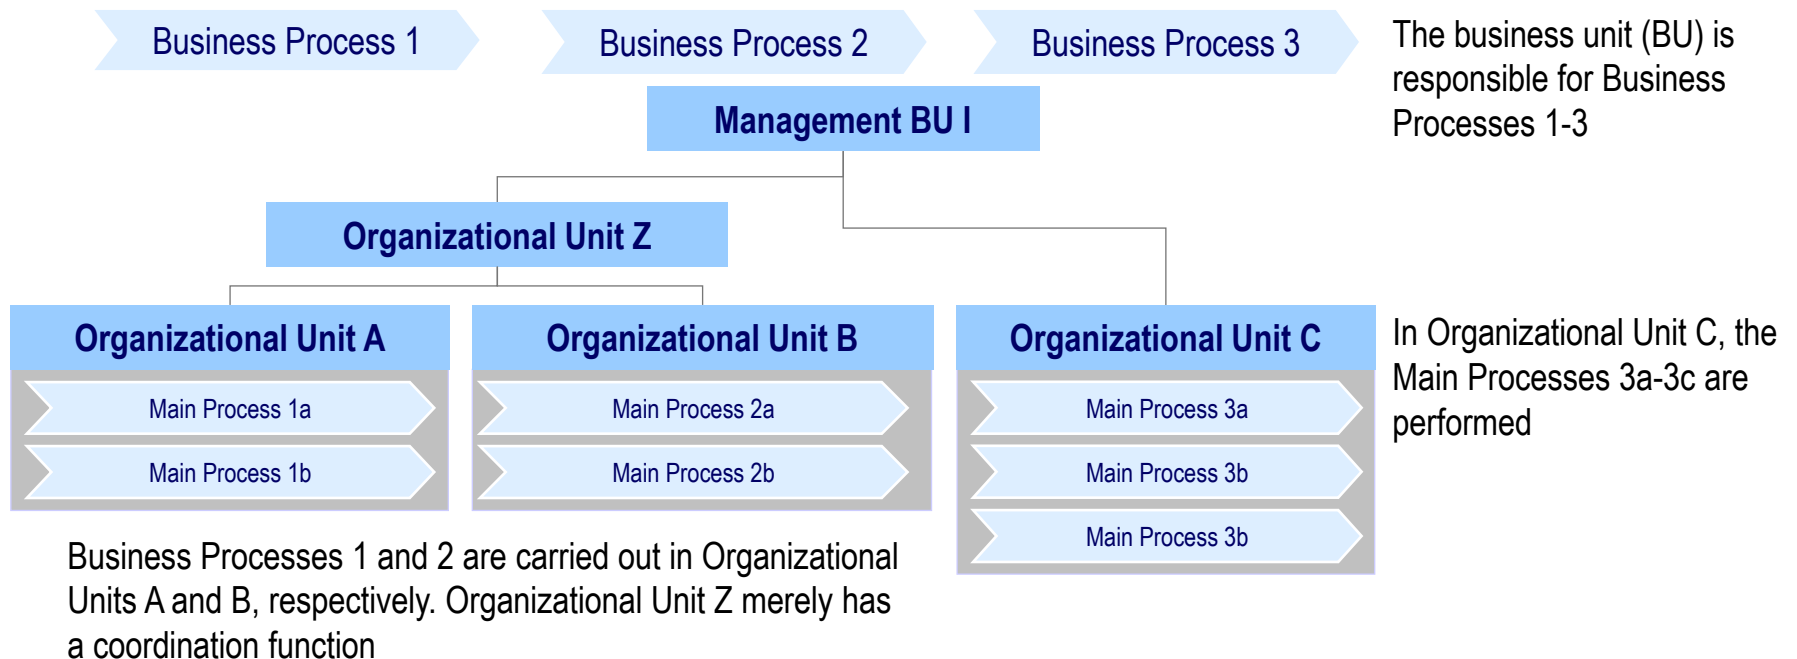 Business Process 1
Business Process 2
Business Process 3
The business unit (BU) is
responsible for Business
Processes 1-3
Management BU I
Organizational Unit Z
Organizational Unit A
Organizational Unit B
Organizational Unit C
Main Process 1a
Main Process 1b
Main Process 2a
Main Process 2b
Main Process 3a
Main Process 3b
Main Process 3b
In Organizational Unit C, the
Main Processes 3a-3c are
performed
Business Processes 1 and 2 are carried out in Organizational
Units A and B, respectively. Organizational Unit Z merely has
a coordination function